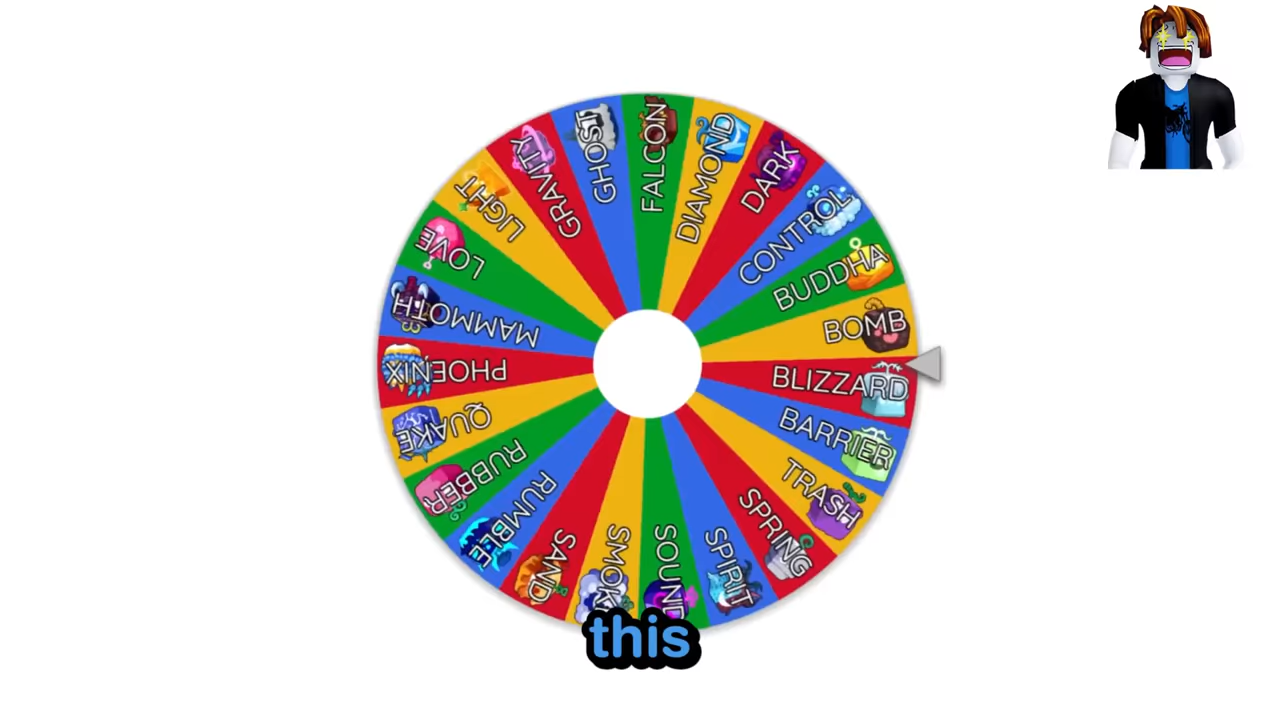 FALCON
DIAMOND
DARK
CONTROL
BUDDHA
BOMB
BLIZZARD
BARRIER
TRASH
SPRING
SPIRIT
SOUND
SMOKE
SAND
RUMBLE
RUBBER
QUAKE
PHOENIX
MAMMOTH
LOVE
LIGHT
GRAVITY
GHOST
this